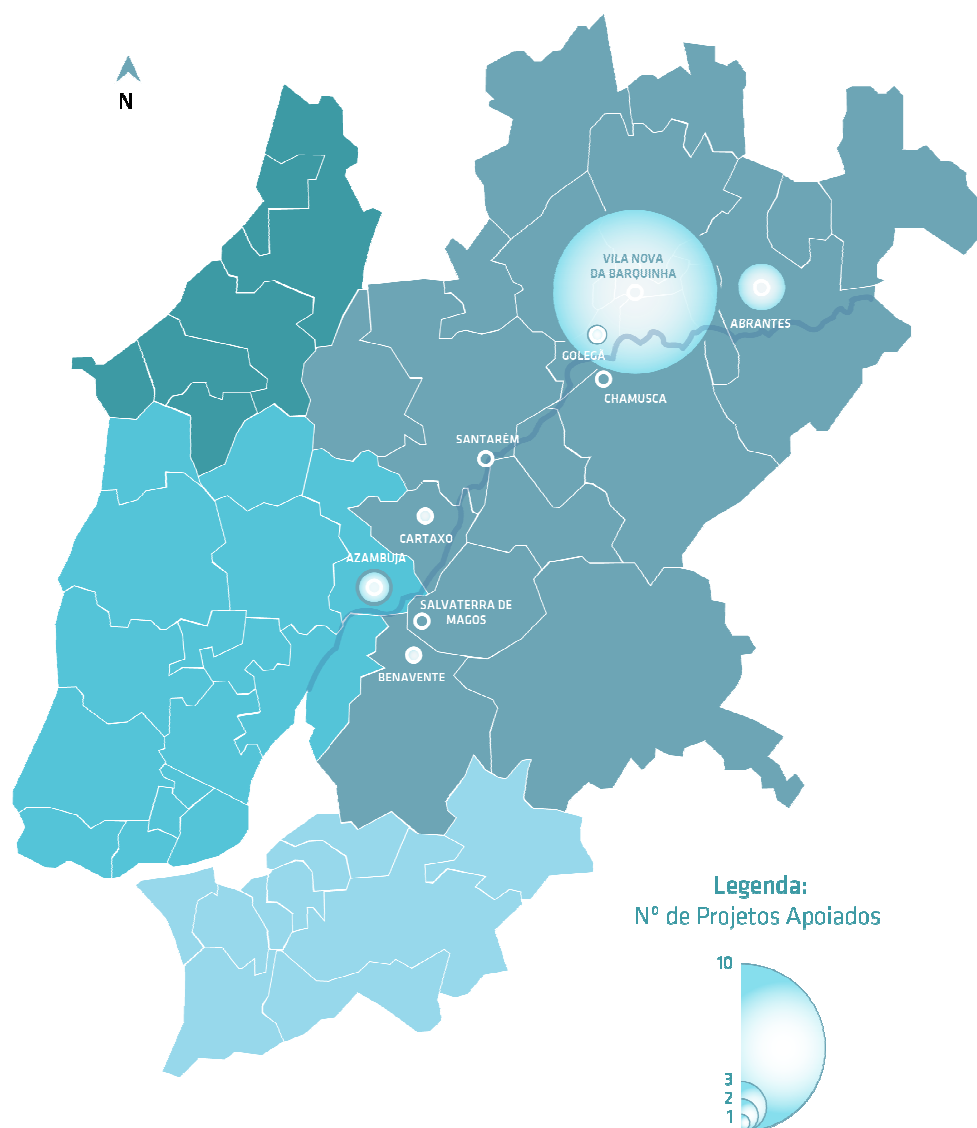 N
VILA NOVA
DA BARQUINHA
ABRANTES
GOLEGÃ
CHAMUSCA
SANTARÉM
CARTAXO
AZAMBUJA
SALVATERRA DE
MAGOS
BENAVENTE
Legenda:
Nº de Projetos Apoiados
10
3
2
1